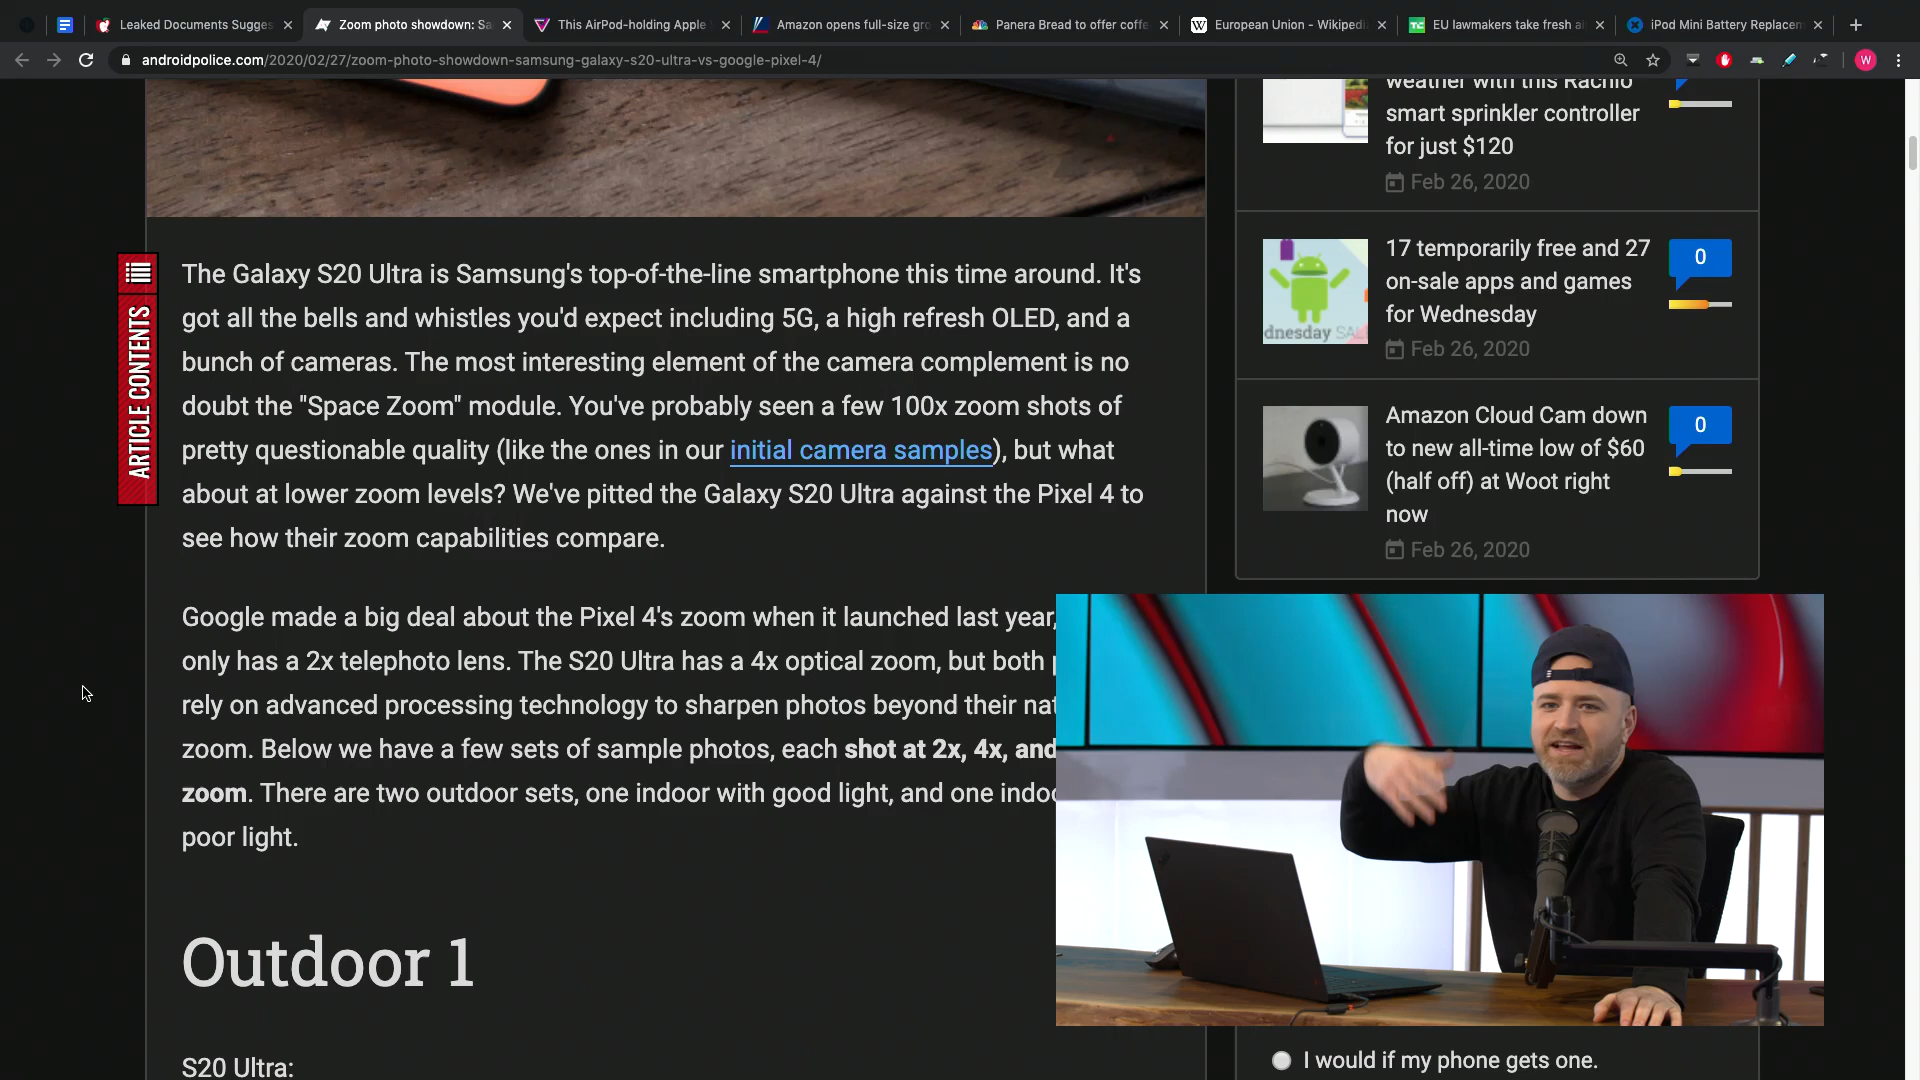 Leaked Documents Sugges
Zoom photo showdown: Sa
This AirPod-holding Apple
Amazon opens full-size gro
Panera Bread to offer coffe
European Union - Wikipedi
EU lawmakers take fresh ai
iPod Mini Battery Replacem
androidpolice.com/2020/02/27/zoom-photo-showdown-samsung-galaxy-s20-ultra-vs-google-pixel-4/
W
ARTICLE CONTENTS
The Galaxy S20 Ultra is Samsung's top-of-the-line smartphone this time around. It's
got all the bells and whistles you'd expect including 5G, a high refresh OLED, and a
bunch of cameras. The most interesting element of the camera complement is no
doubt the "Space Zoom" module. You've probably seen a few 100x zoom shots of
pretty questionable quality (like the ones in our initial camera samples), but what
about at lower zoom levels? We've pitted the Galaxy S20 Ultra against the Pixel 4 to
see how their zoom capabilities compare.
Google made a big deal about the Pixel 4's zoom when it launched last year,
only has a 2x telephoto lens. The S20 Ultra has a 4x optical zoom, but both
rely on advanced processing technology to sharpen photos beyond their nat
zoom. Below we have a few sets of sample photos, each shot at 2x, 4x, and
zoom. There are two outdoor sets, one indoor with good light, and one indoo
poor light.
Outdoor 1
S20 Ultra:
weather with this Rachio
smart sprinkler controller
for just $120
Feb 26, 2020
dnesday SAL
17 temporarily free and 27
on-sale apps and games
for Wednesday
Feb 26, 2020
0
Amazon Cloud Cam down
to new all-time low of $60
(half off) at Woot right
now
Feb 26, 2020
0
I would if my phone gets one.